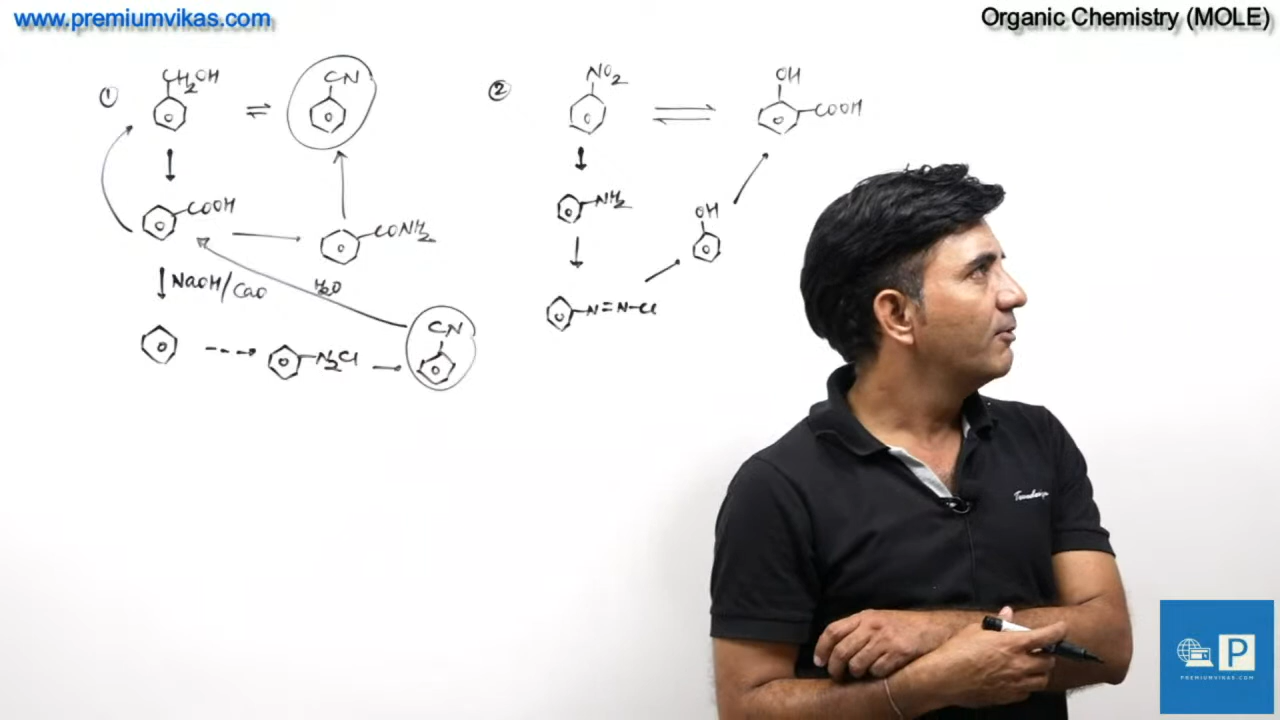 www.premiumvikas.com
Organic Chemistry (MOLE)
① CH2OH ⇌ CN
② NO2 ⇌ OH COOH
COOH
CONH2
NH2
OH
NaOH/CaO
H2O
N=N-Cl
CN
N2Cl
P
PREMIUMVIKAS.COM